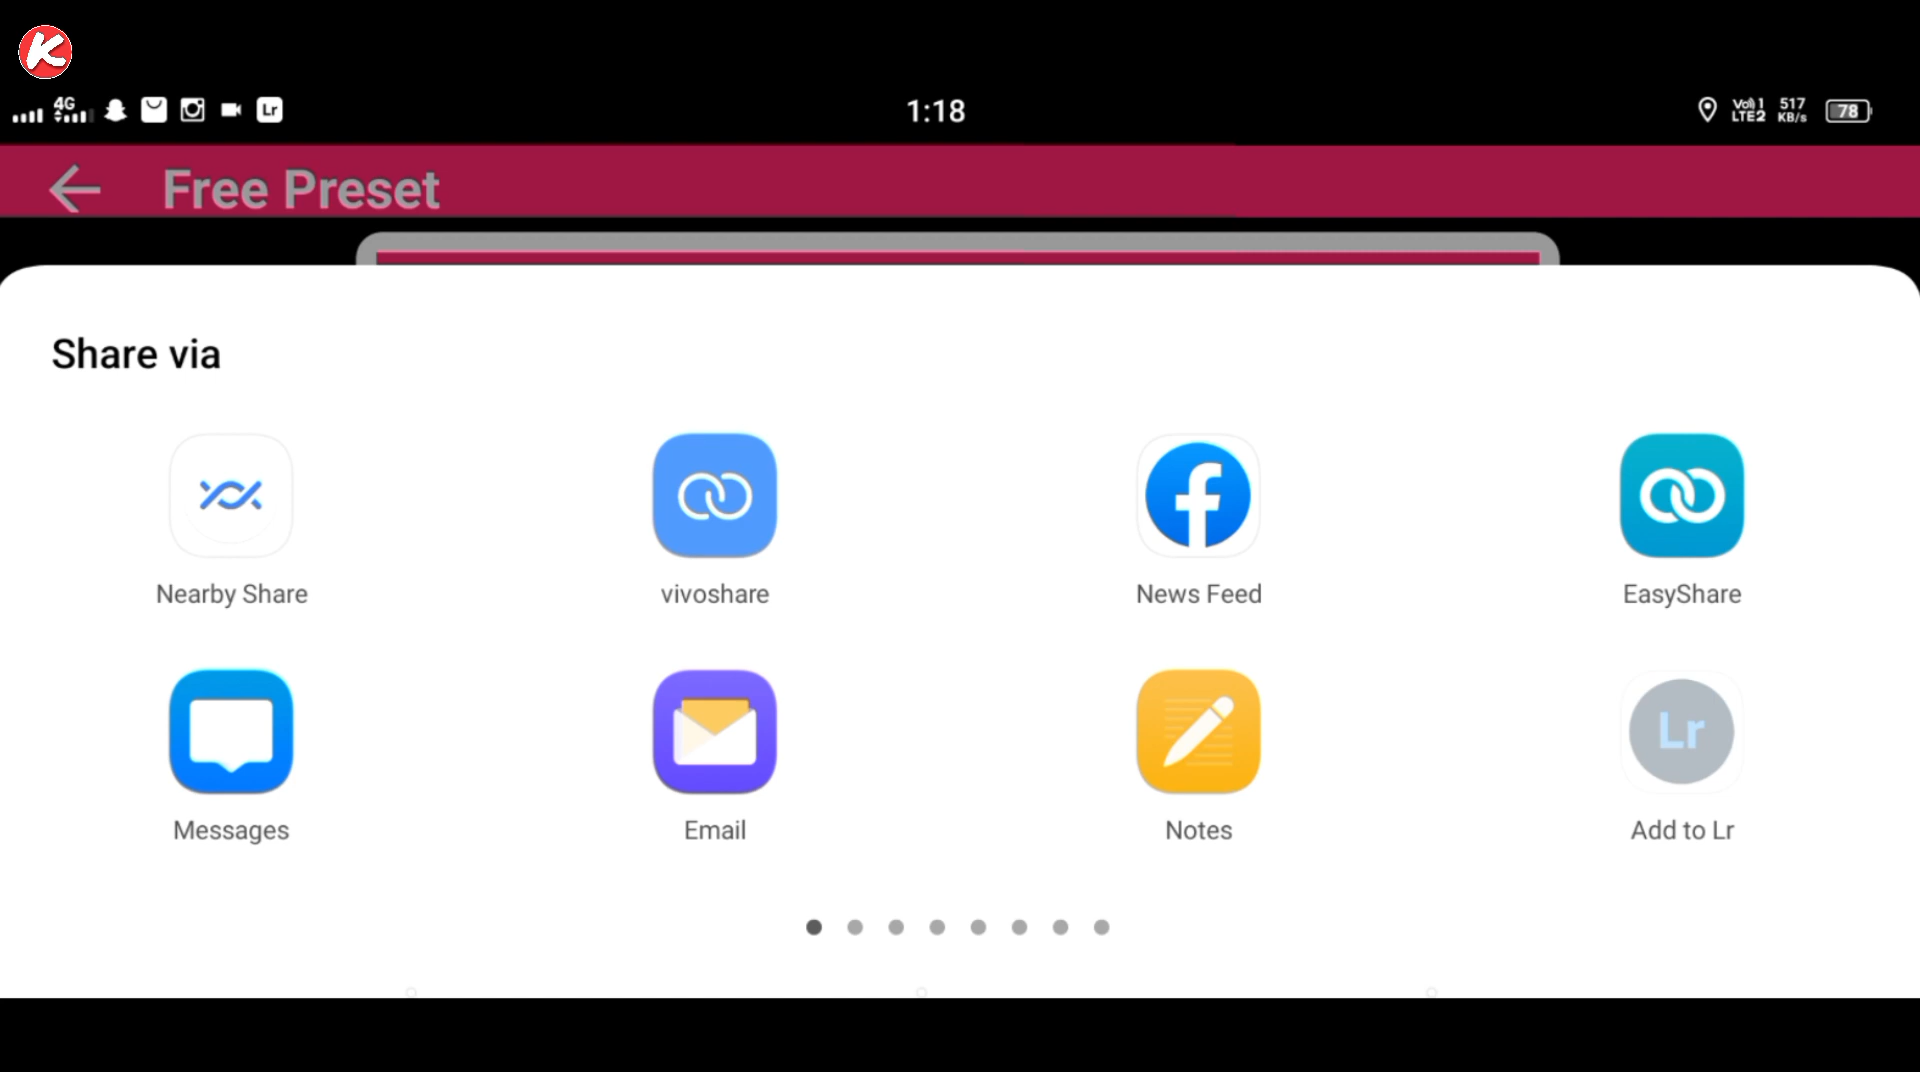 K
4G
Lr
1:18
Vo) 1
LTE2
517
KB/s
78
Free Preset
Share via
Nearby Share
vivoshare
News Feed
EasyShare
Messages
Email
Notes
Lr
Add to Lr